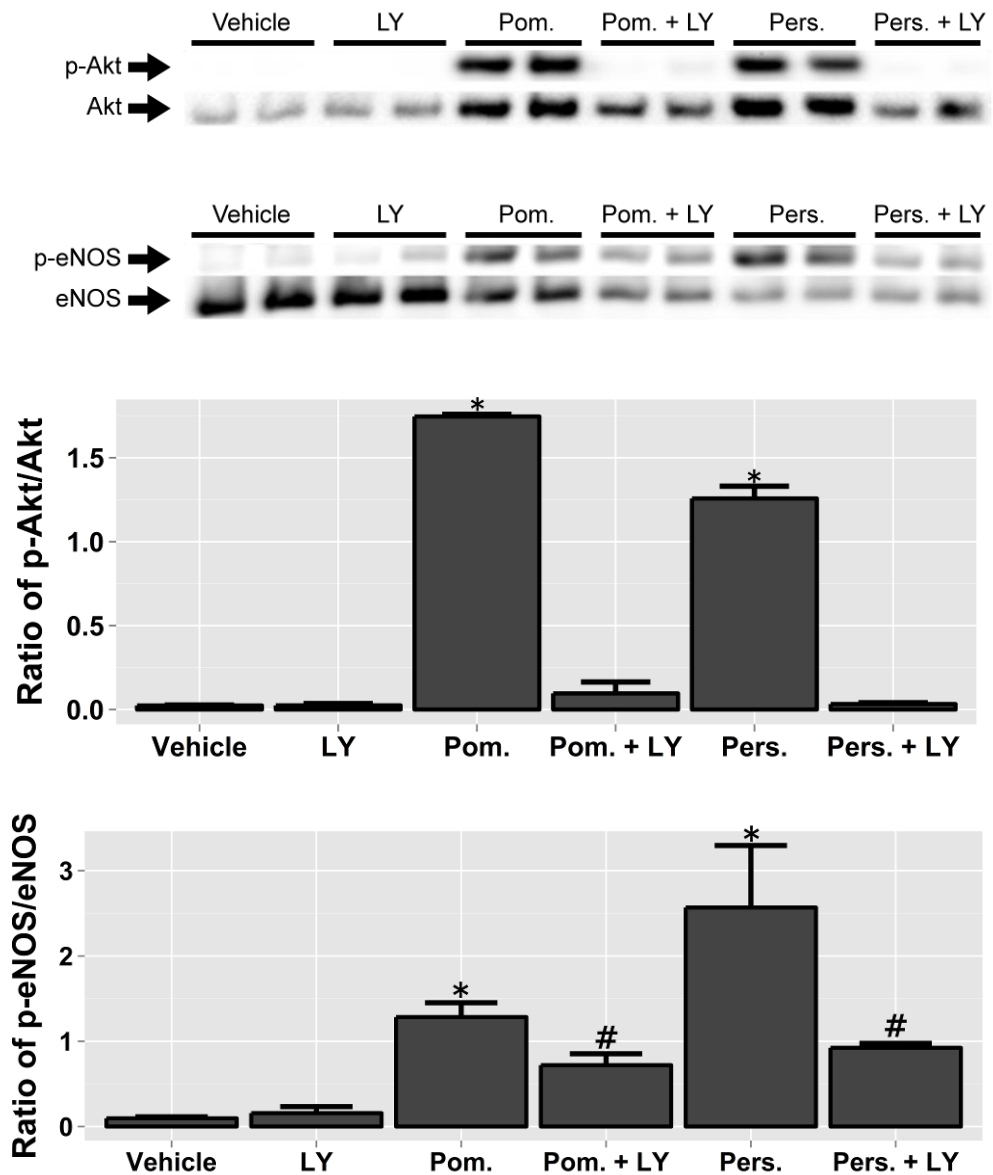 Vehicle LY Pom. Pom. + LY Pers. Pers. + LY
p-Akt
Akt
Vehicle LY Pom. Pom. + LY Pers. Pers. + LY
p-eNOS
eNOS
Ratio of p-Akt/Akt
* *
1.5
1.0
0.5
0.0
Vehicle LY Pom. Pom. + LY Pers. Pers. + LY
Ratio of p-eNOS/eNOS
* # * #
3
2
1
0
Vehicle LY Pom. Pom. + LY Pers. Pers. + LY